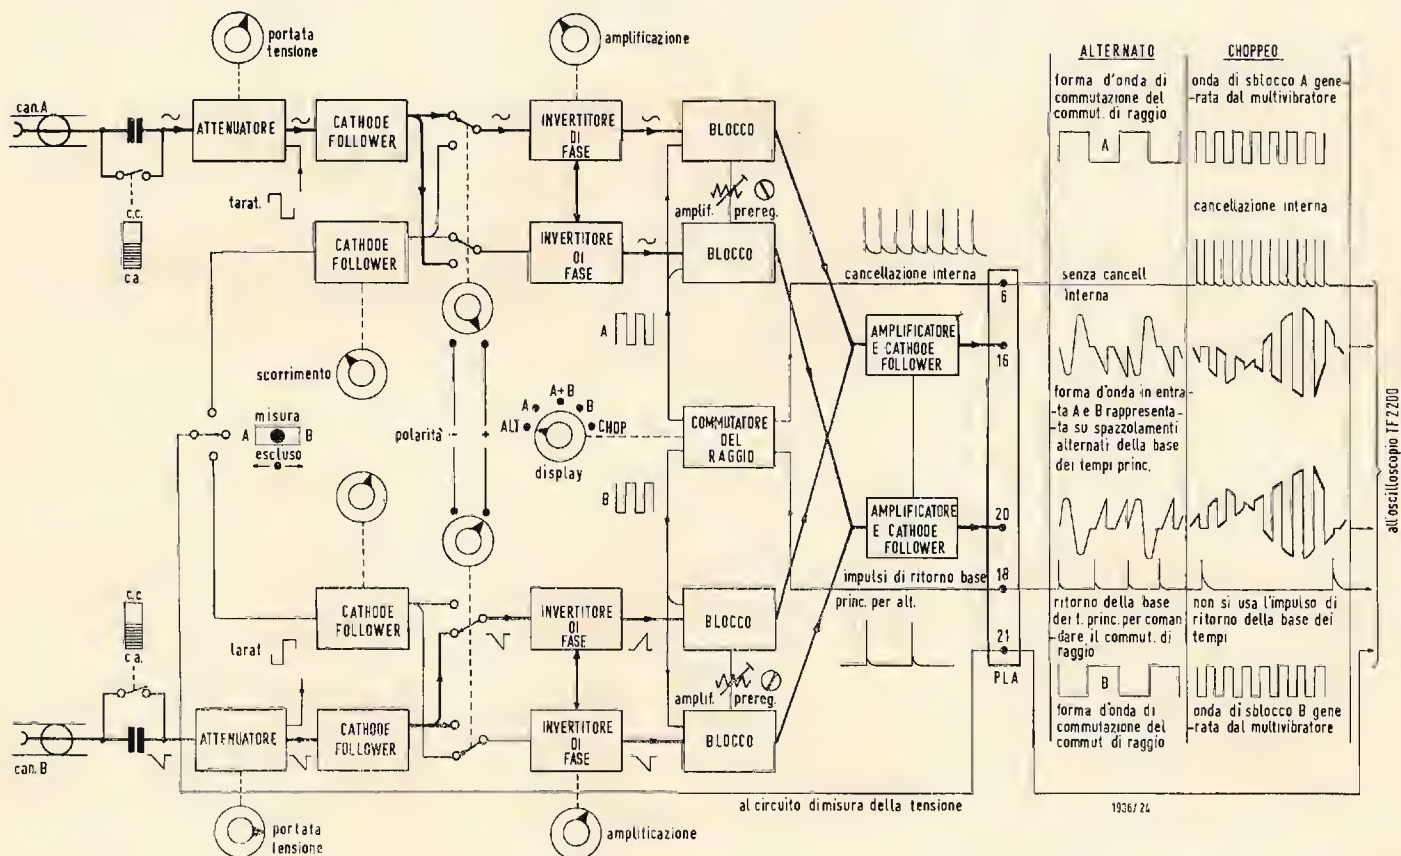 portata
tensione
amplificazione
can.A
ATTENUATORE
CATHODE
FOLLOWER
INVERTITORE
DI
FASE
BLOCCO
tarat.
c.c.
c.a.
CATHODE
FOLLOWER
INVERTITORE
DI
FASE
amplif.
prereg.
BLOCCO
cancellazione interna
A
scorrimento
misura
A
B
escluso
polarità
-
+
ALT
A
A+B
B
CHOP
display
COMMUTATORE
DEL
RAGGIO
B
AMPLIFICATORE
E CATHODE
FOLLOWER
AMPLIFICATORE
E CATHODE
FOLLOWER
impulsi di ritorno base
princ. per alt.
6
16
20
18
21
PLA
c.c.
c.a.
tarat
CATHODE
FOLLOWER
INVERTITORE
DI
FASE
BLOCCO
amplif.
prereg.
can. B
ATTENUATORE
CATHODE
FOLLOWER
INVERTITORE
DI
FASE
BLOCCO
al circuito di misura della tensione
portata
tensione
amplificazione
ALTERNATO
forma d'onda di
commutazione del
commut. di raggio
A
senza cancell
interna
forma d'onda in entra-
-ta A e B rappresenta-
-ta su spazzolamenti
alternati della base
dei tempi princ.
ritorno della base
dei t. princ. per coman
-dare il commut. di
raggio
B
forma d'onda di
commutazione del
commut di raggio
CHOPPEO
onda di sblocco A gene-
-rata dal multivibratore
cancellazione interna
non si usa l'impulso di
ritorno della base dei
tempi
onda di sblocco B gene
-rata dal multivibratore
all'oscilloscopio TF 2200
1936/24